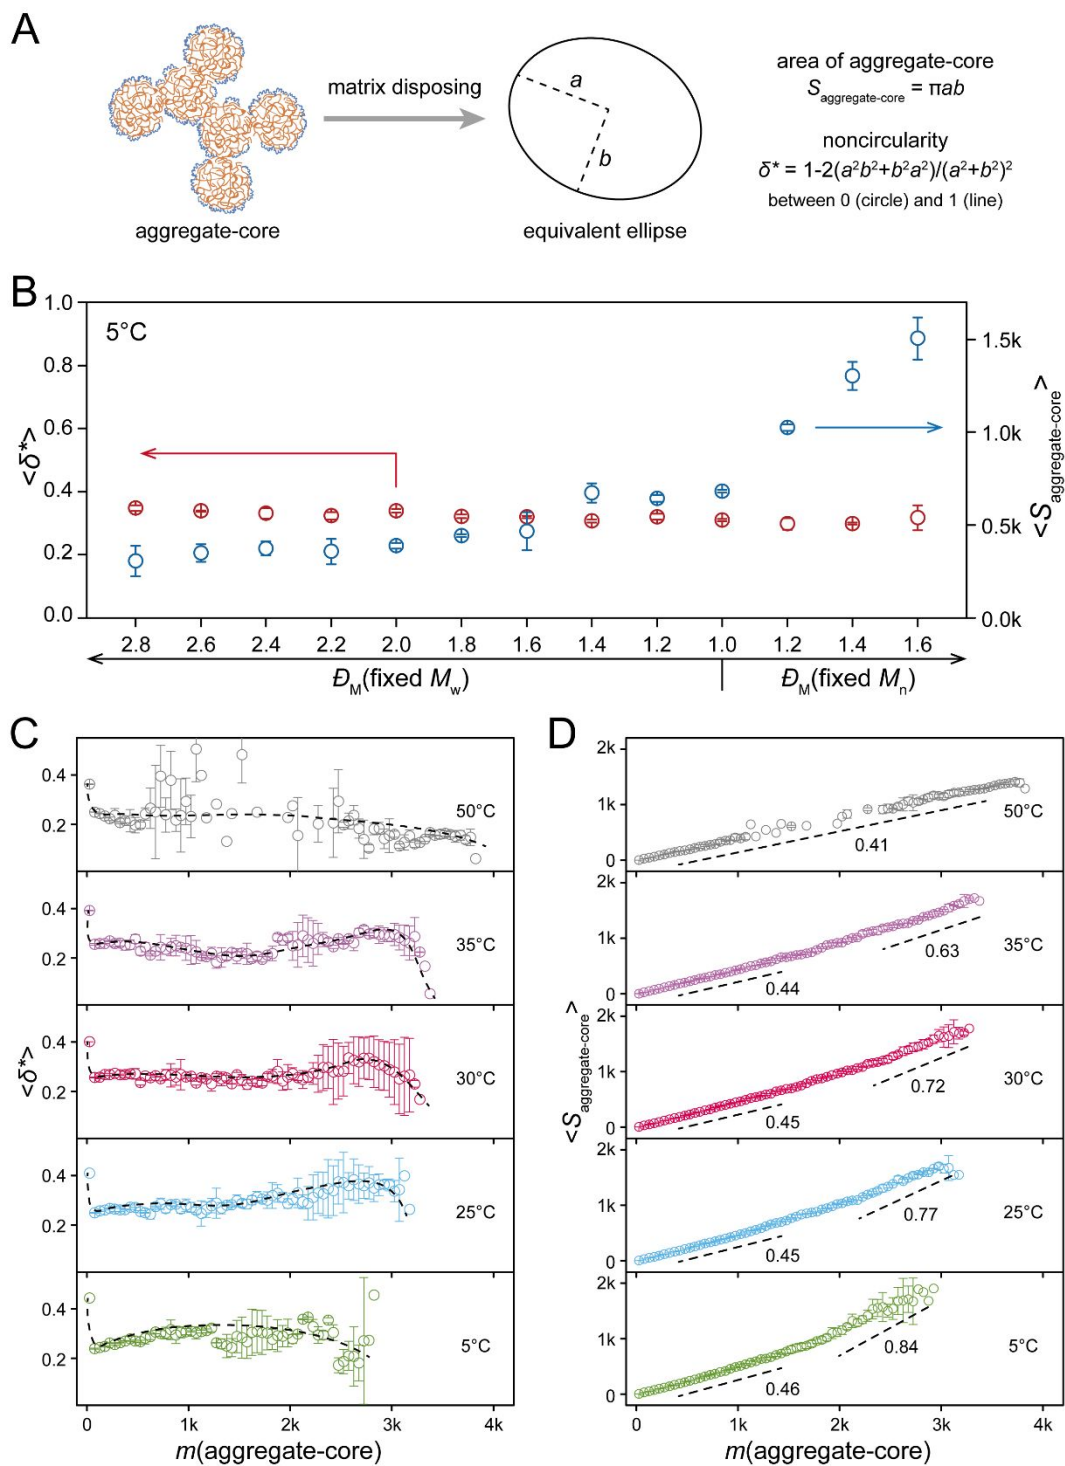 A
matrix disposing
a
b
aggregate-core
equivalent ellipse
area of aggregate-core
S_aggregate-core = πab
noncircularity
δ* = 1-2(a²b²+b²a²)/(a²+b²)²
between 0 (circle) and 1 (line)
B
5°C
<δ*>
1.0
0.8
0.6
0.4
0.2
0.0
1.5k
1.0k
0.5k
0.0k
<S_aggregate-core>
2.8 2.6 2.4 2.2 2.0 1.8 1.6 1.4 1.2 1.0 1.2 1.4 1.6
Đ_M(fixed M_w)
Đ_M(fixed M_n)
C
<δ*>
0.4
0.2
50°C
0.4
0.2
35°C
0.4
0.2
30°C
0.4
0.2
25°C
0.4
0.2
5°C
0 1k 2k 3k 4k
m(aggregate-core)
D
<S_aggregate-core>
2k
1k
0
0.41
50°C
2k
1k
0
0.44
0.63
35°C
2k
1k
0
0.45
0.72
30°C
2k
1k
0
0.45
0.77
25°C
2k
1k
0
0.46
0.84
5°C
0 1k 2k 3k 4k
m(aggregate-core)